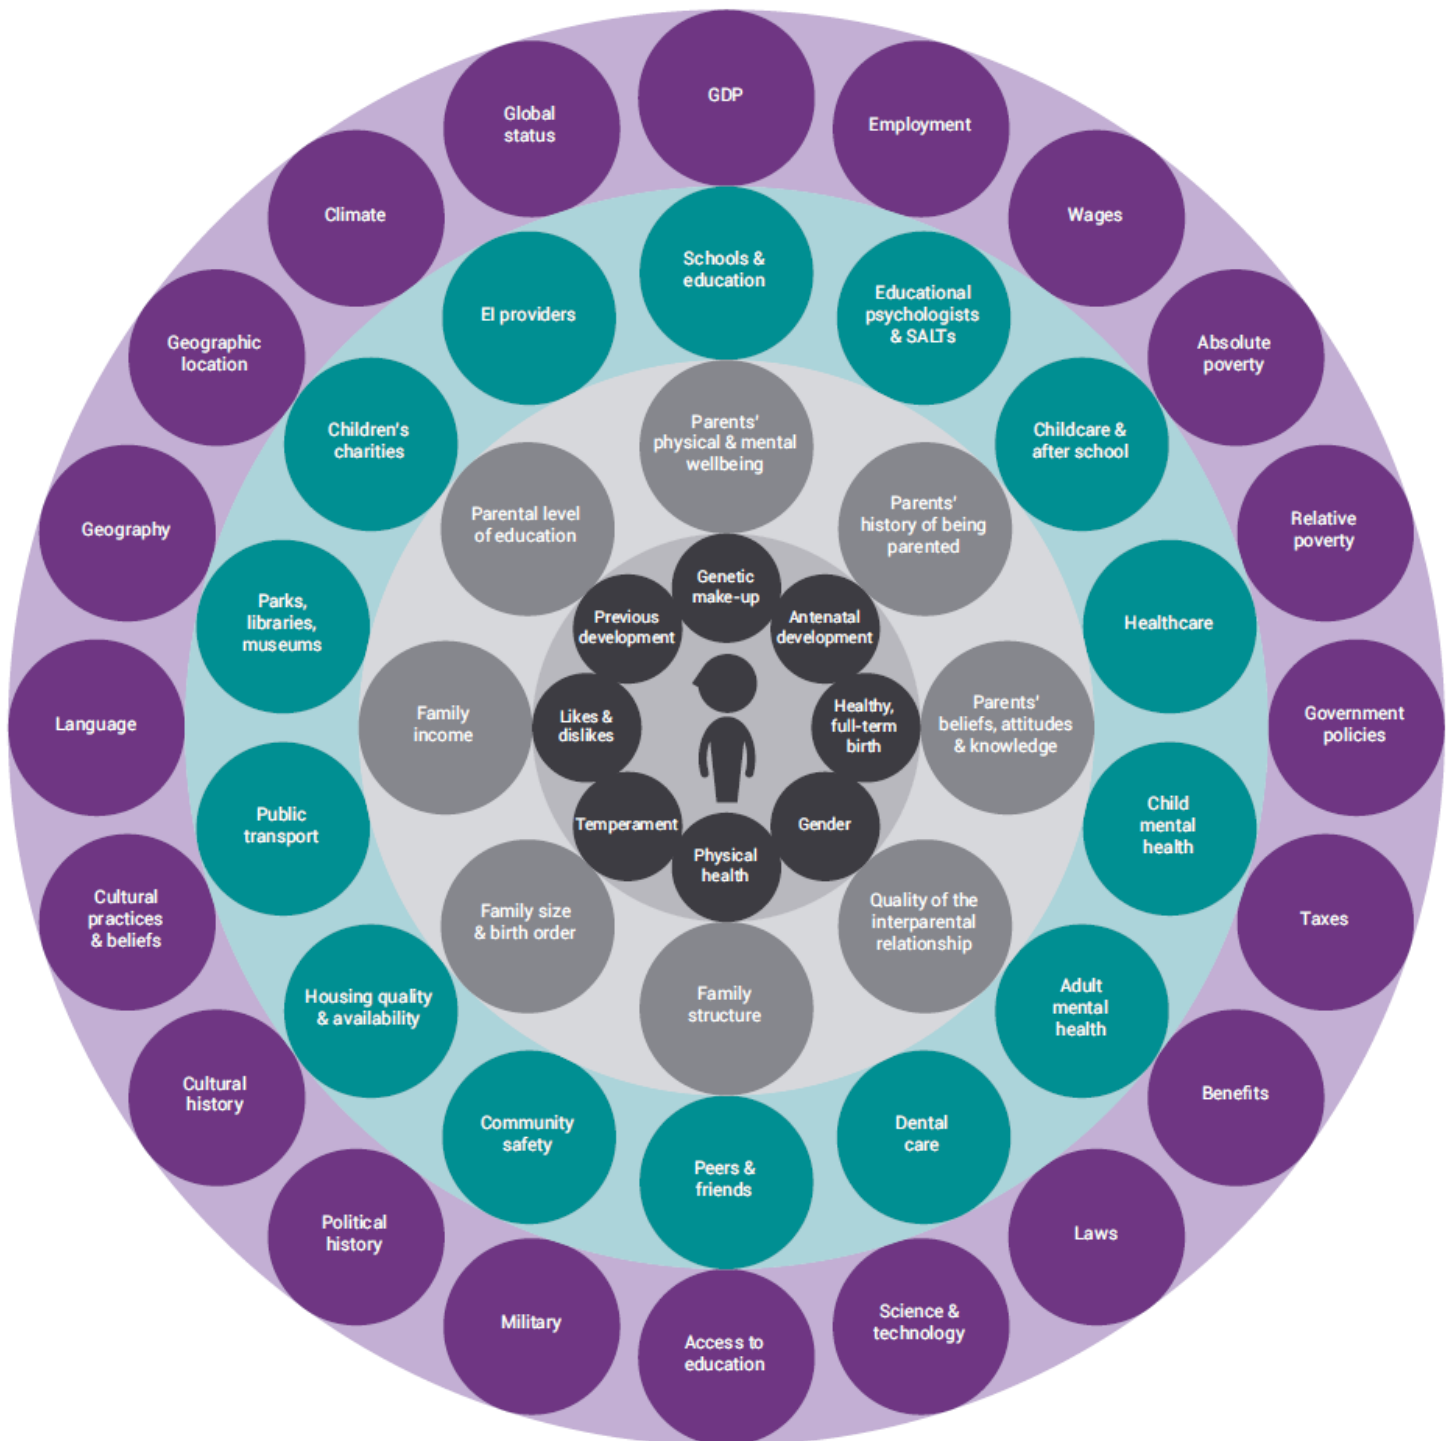 GDP
Employment
Wages
Absolute
poverty
Relative
poverty
Government
policies
Taxes
Benefits
Laws
Science &
technology
Access to
education
Military
Political
history
Cultural
history
Cultural
practices
& beliefs
Language
Geography
Geographic
location
Climate
Global
status
Schools &
education
Educational
psychologists
& SALTs
Childcare &
after school
Healthcare
Child
mental
health
Adult
mental
health
Dental
care
Peers &
friends
Community
safety
Housing quality
& availability
Public
transport
Parks,
libraries,
museums
Children's
charities
EI providers
Parents'
physical & mental
wellbeing
Parents'
history of being
parented
Parents'
beliefs, attitudes
& knowledge
Quality of the
interparental
relationship
Family
structure
Family size
& birth order
Family
income
Parental level
of education
Genetic
make-up
Antenatal
development
Healthy,
full-term
birth
Gender
Physical
health
Temperament
Likes &
dislikes
Previous
development